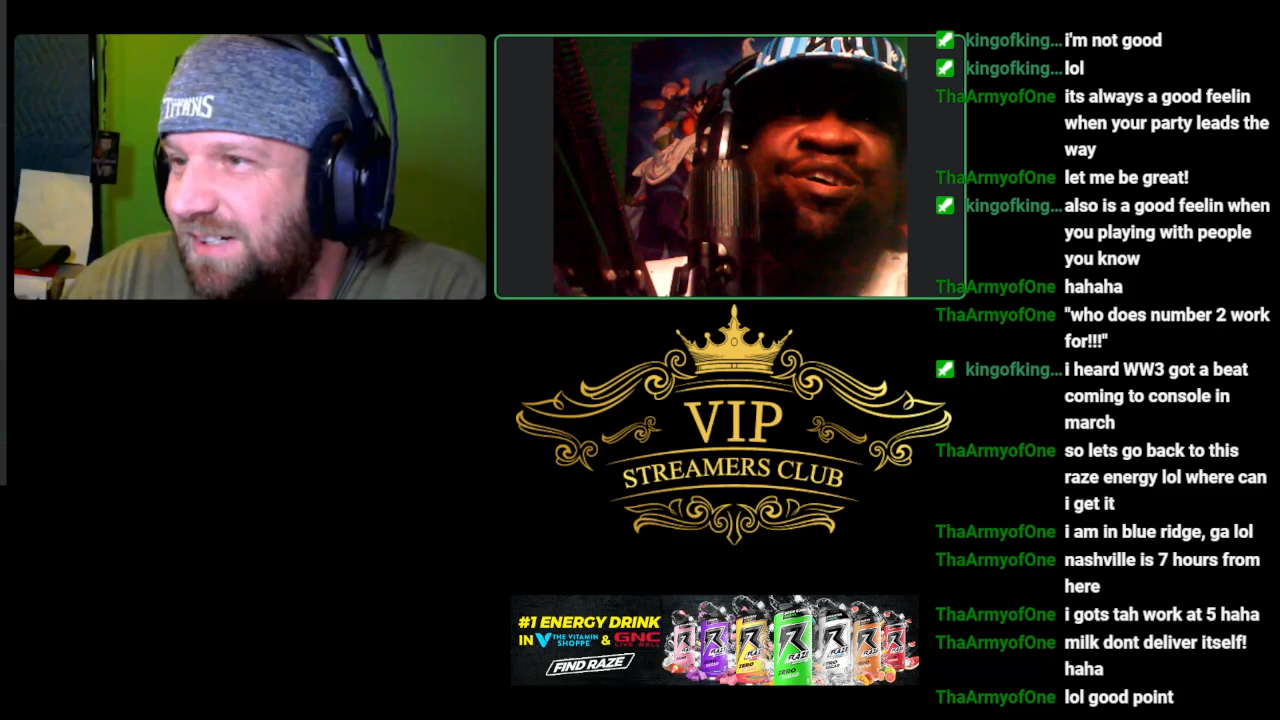 TITANS
kingofking... i'm not good
kingofking... lol
ThaArmyofOne its always a good feelin
when your party leads the
way
ThaArmyofOne let me be great!
kingofking... also is a good feelin when
you playing with people
you know
ThaArmyofOne hahaha
ThaArmyofOne "who does number 2 work
for!!!"
kingofking... i heard WW3 got a beat
coming to console in
march
ThaArmyofOne so lets go back to this
raze energy lol where can
i get it
ThaArmyofOne i am in blue ridge, ga lol
ThaArmyofOne nashville is 7 hours from
here
ThaArmyofOne i gots tah work at 5 haha
ThaArmyofOne milk dont deliver itself!
haha
ThaArmyofOne lol good point
VIP
STREAMERS CLUB
#1 ENERGY DRINK
IN THE VITAMIN SHOPPE & GNC LIVE WELL
FIND RAZE